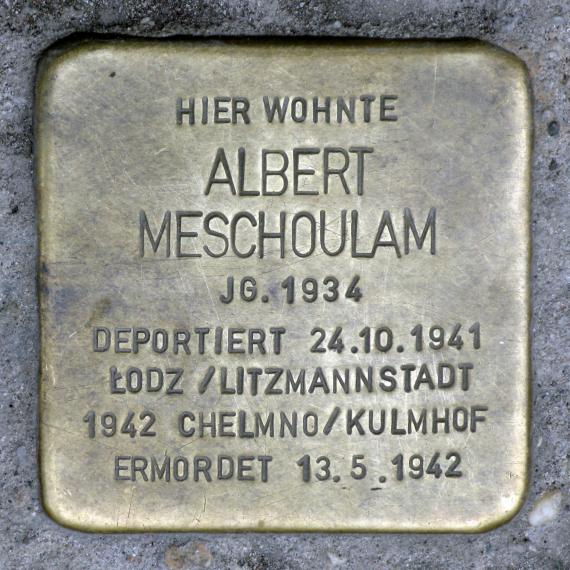 HIER WOHNTE
ALBERT
MESCHOULAM
JG. 1934
DEPORTIERT 24.10.1941
ŁODZ / LITZMANNSTADT
1942 CHELMNO/KULMHOF
ERMORDET 13.5.1942